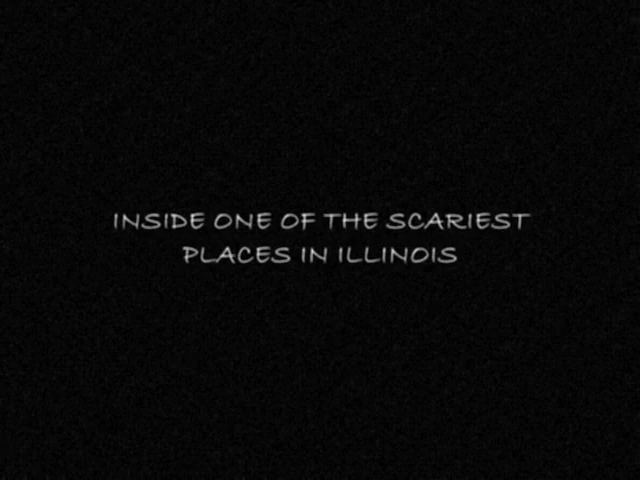 INSIDE ONE OF THE SCARIEST
PLACES IN ILLINOIS